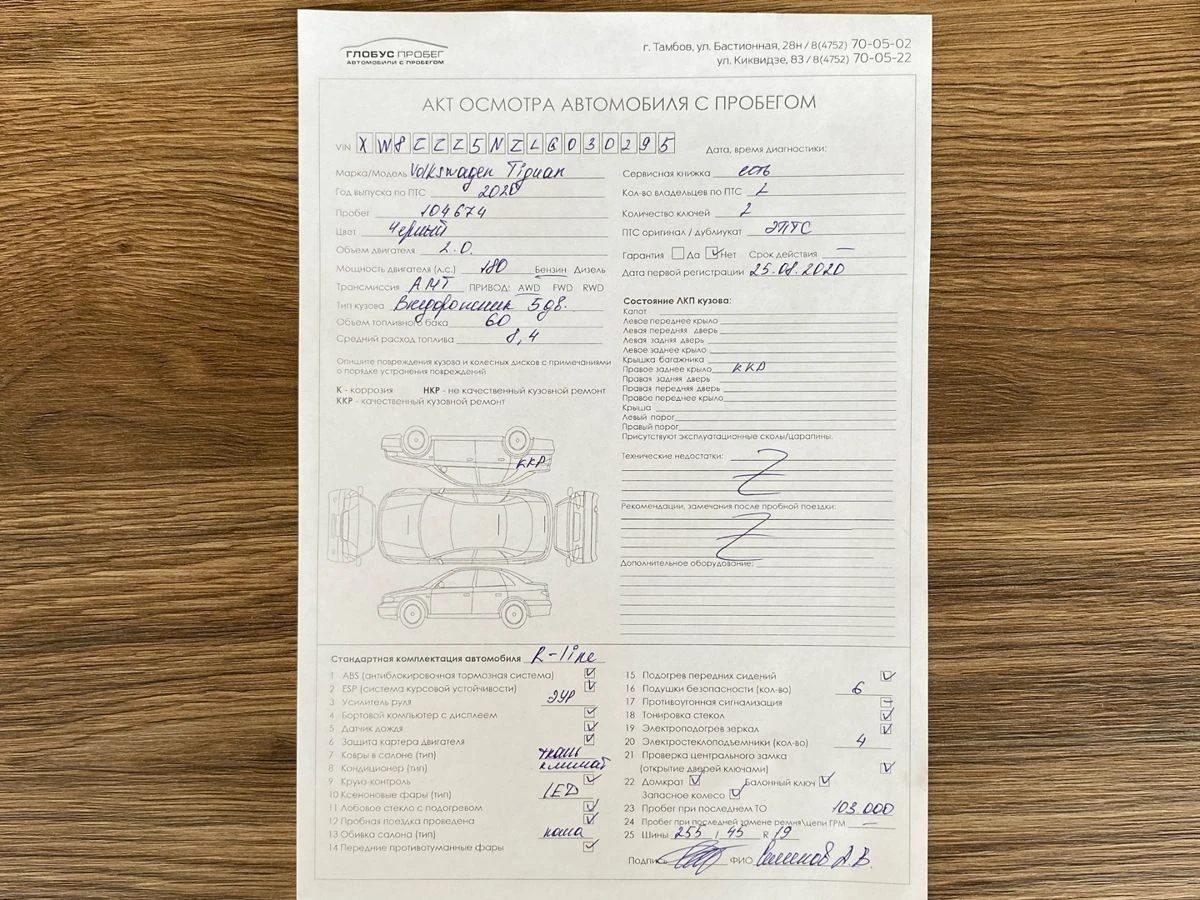 ГЛОБУС ПРОБЕГ
АВТОМОБИЛИ С ПРОБЕГОМ
г. Тамбов, ул. Бастионная, 28н / 8(4752) 70-05-02
ул. Киквидзе, 83 / 8(4752) 70-05-22
АКТ ОСМОТРА АВТОМОБИЛЯ С ПРОБЕГОМ
VIN XW8ZZZ5NZLG030295
Дата, время диагностики:
Марка/Модель Volkswagen Tiguan
Год выпуска по ПТС 2020
Пробег 104674
Цвет Черный
Объем двигателя 2.0.
Мощность двигателя (л.с.) 180 Бензин Дизель
Трансмиссия АМТ ПРИВОД: AWD FWD RWD
Тип кузова Внедорожник 5дв.
Объем топливного бака 60
Средний расход топлива 8,4
Опишите повреждения кузова и колесных дисков с примечаниями
о порядке устранения повреждений
К - коррозия НКР - не качественный кузовной ремонт
ККР - качественный кузовной ремонт
ККР
Сервисная книжка есть
Кол-во владельцев по ПТС
Количество ключей 2
ПТС оригинал / дубликат ЭПТС
Гарантия Да Нет Срок действия —
Дата первой регистрации 25.08.2020
Состояние ЛКП кузова:
Капот
Левое переднее крыло
Левая передняя дверь
Левая задняя дверь
Левое заднее крыло
Крышка багажника
Правое заднее крыло ККР
Правая задняя дверь
Правая передняя дверь
Правое переднее крыло
Крыша
Левый порог
Правый порог
Присутствуют эксплуатационные сколы/царапины.
Технические недостатки:
Рекомендации, замечания после пробной поездки:
Дополнительное оборудование:
Стандартная комплектация автомобиля R-line
1 ABS (антиблокировочная тормозная система)
2 ESP (система курсовой устойчивости)
3 Усилитель руля ЭУР
4 Бортовой компьютер с дисплеем
5 Датчик дождя
6 Защита картера двигателя
7 Ковры в салоне (тип) ткань
8 Кондиционер (тип) климат
9 Круиз-контроль
10 Ксеноновые фары (тип) LED
11 Лобовое стекло с подогревом
12 Пробная поездка проведена
13 Обивка салона (тип) кожа
14 Передние противотуманные фары
15 Подогрев передних сидений
16 Подушки безопасности (кол-во) 6
17 Противоугонная сигнализация —
18 Тонировка стекол
19 Электроподогрев зеркал
20 Электростеклоподъемники (кол-во) 4
21 Проверка центрального замка
(открытие дверей ключами)
22 Домкрат Балонный ключ
Запасное колесо
23 Пробег при последнем ТО 103.000
24 Пробег при последней замене ремня\цепи ГРМ —
25 Шины 255 / 45 R 19
Подпись ФИО